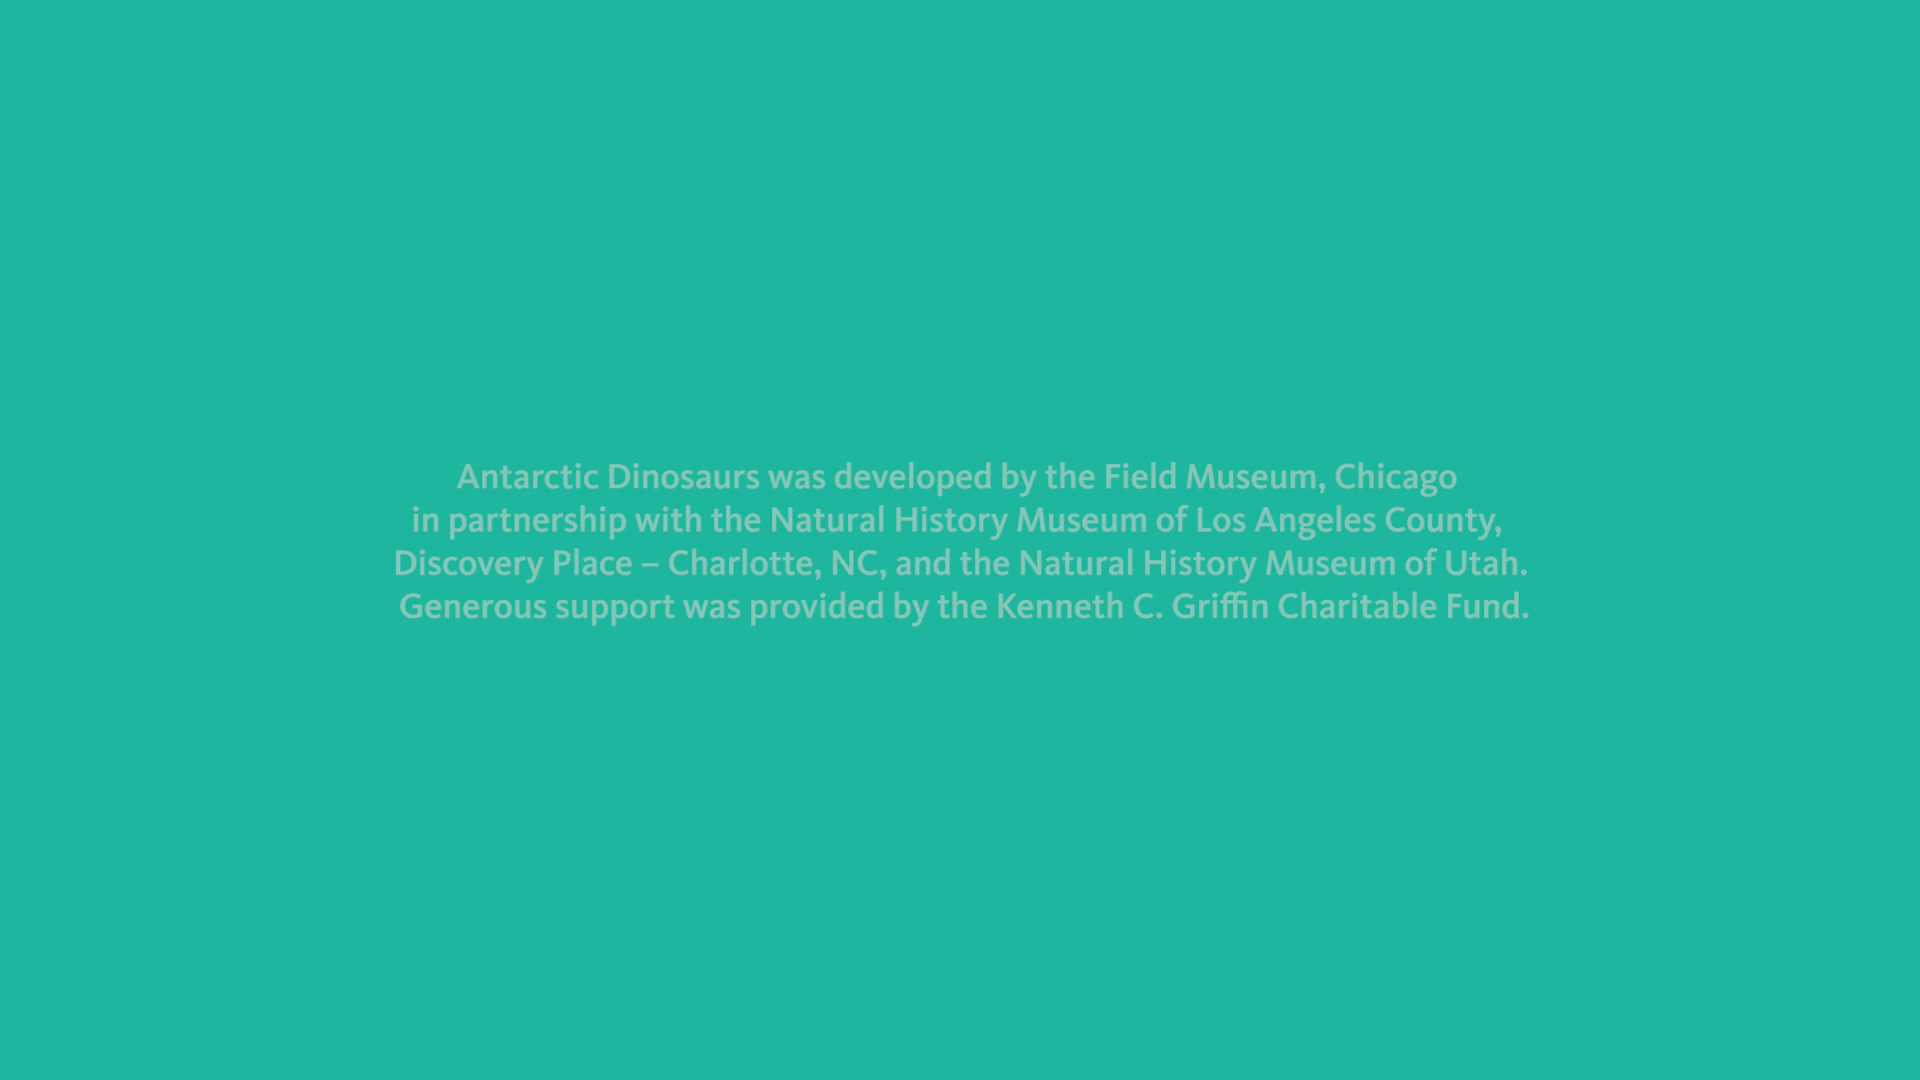 Antarctic Dinosaurs was developed by the Field Museum, Chicago
in partnership with the Natural History Museum of Los Angeles County,
Discovery Place – Charlotte, NC, and the Natural History Museum of Utah.
Generous support was provided by the Kenneth C. Griffin Charitable Fund.